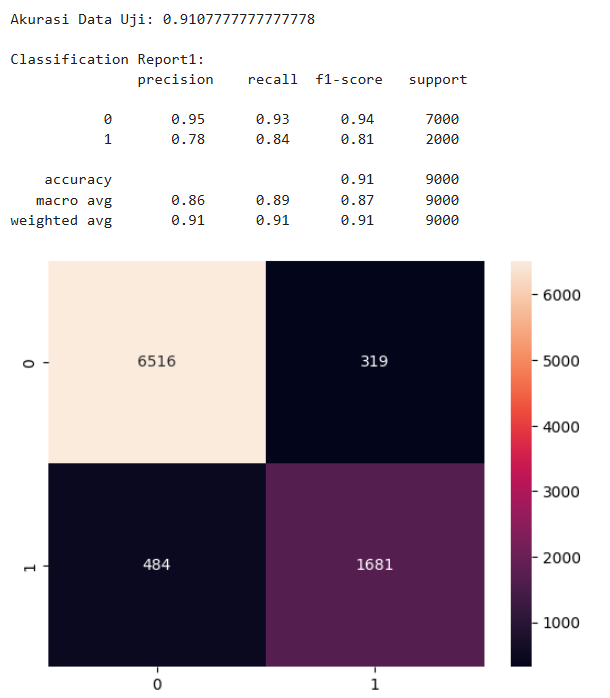 Akurasi Data Uji: 0.9107777777777778
Classification Report1:
precision recall f1-score support
0 0.95 0.93 0.94 7000
1 0.78 0.84 0.81 2000
accuracy 0.91 9000
macro avg 0.86 0.89 0.87 9000
weighted avg 0.91 0.91 0.91 9000
0 6516 319
1 484 1681
0 1
6000
5000
4000
3000
2000
1000